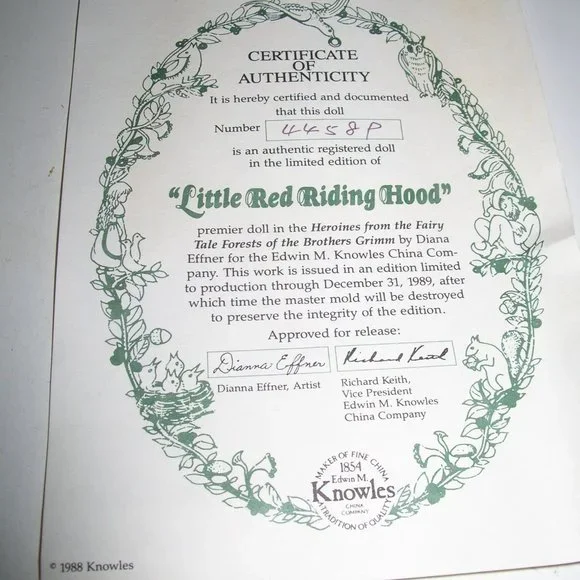 CERTIFICATE
OF
AUTHENTICITY
It is hereby certified and documented
that this doll
Number 4458P
is an authentic registered doll
in the limited edition of
"Little Red Riding Hood"
premier doll in the Heroines from the Fairy
Tale Forests of the Brothers Grimm by Diana
Effner for the Edwin M. Knowles China Com-
pany. This work is issued in an edition limited
to production through December 31, 1989, after
which time the master mold will be destroyed
to preserve the integrity of the edition.
Approved for release:
Dianna Effner Richard Keith
Dianna Effner, Artist
Richard Keith,
Vice President
Edwin M. Knowles
China Company
MAKER OF FINE CHINA
1854
Edwin M.
Knowles
CHINA
COMPANY
TRADITION OF QUALITY
© 1988 Knowles